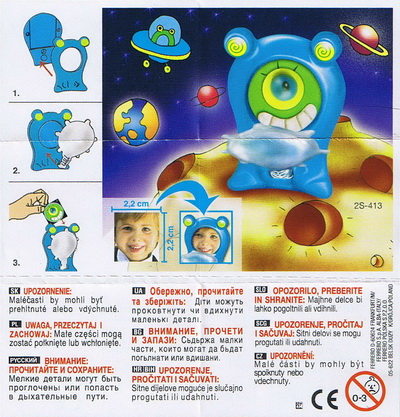 1.
2.
3.
2,2 cm
2,2 cm
2S-413
SK UPOZORNENIE:
Maléčasti by mohli byť
prehltnuté alebo vdýchnuté.
PL UWAGA, PRZECZYTAJ I
ZACHOWAJ: Małe części mogą
zostać połknięte lub wchłonięte.
РУССКИЙ ВНИМАНИЕ:
ПРОЧИТАЙТЕ И СОХРАНИТЕ:
Мелкие детали могут быть
проглочены или попасть
в дыхательные пути.
UA Обережно, прочитайте
та зберіжіть: Діти можуть
проковтнути чи вдихнути
маленькі деталі.
BG ВНИМАНИЕ, ПРОЧЕТИ
И ЗАПАЗИ: Съдържа малки
части, които могат да бъдат
погълнати или вдишани.
HR BIH UPOZORENJE,
PROČITATI I SAČUVATI:
Sitne dijelove moguće je slučajno
progutati ili udahnuti.
SLO OPOZORILO, PREBERITE
IN SHRANITE: Majhne delce bi
lahko pogoltnili ali vdihnili.
SCG UPOZORENJE, PROČITAJ
I SAČUVAJ: Sitni delovi se mogu
progutati ili udahnuti.
CZ UPOZORNĚNÍ:
Malé části by mohly být
spolknuty nebo
vdechnuty.
CE
0-3